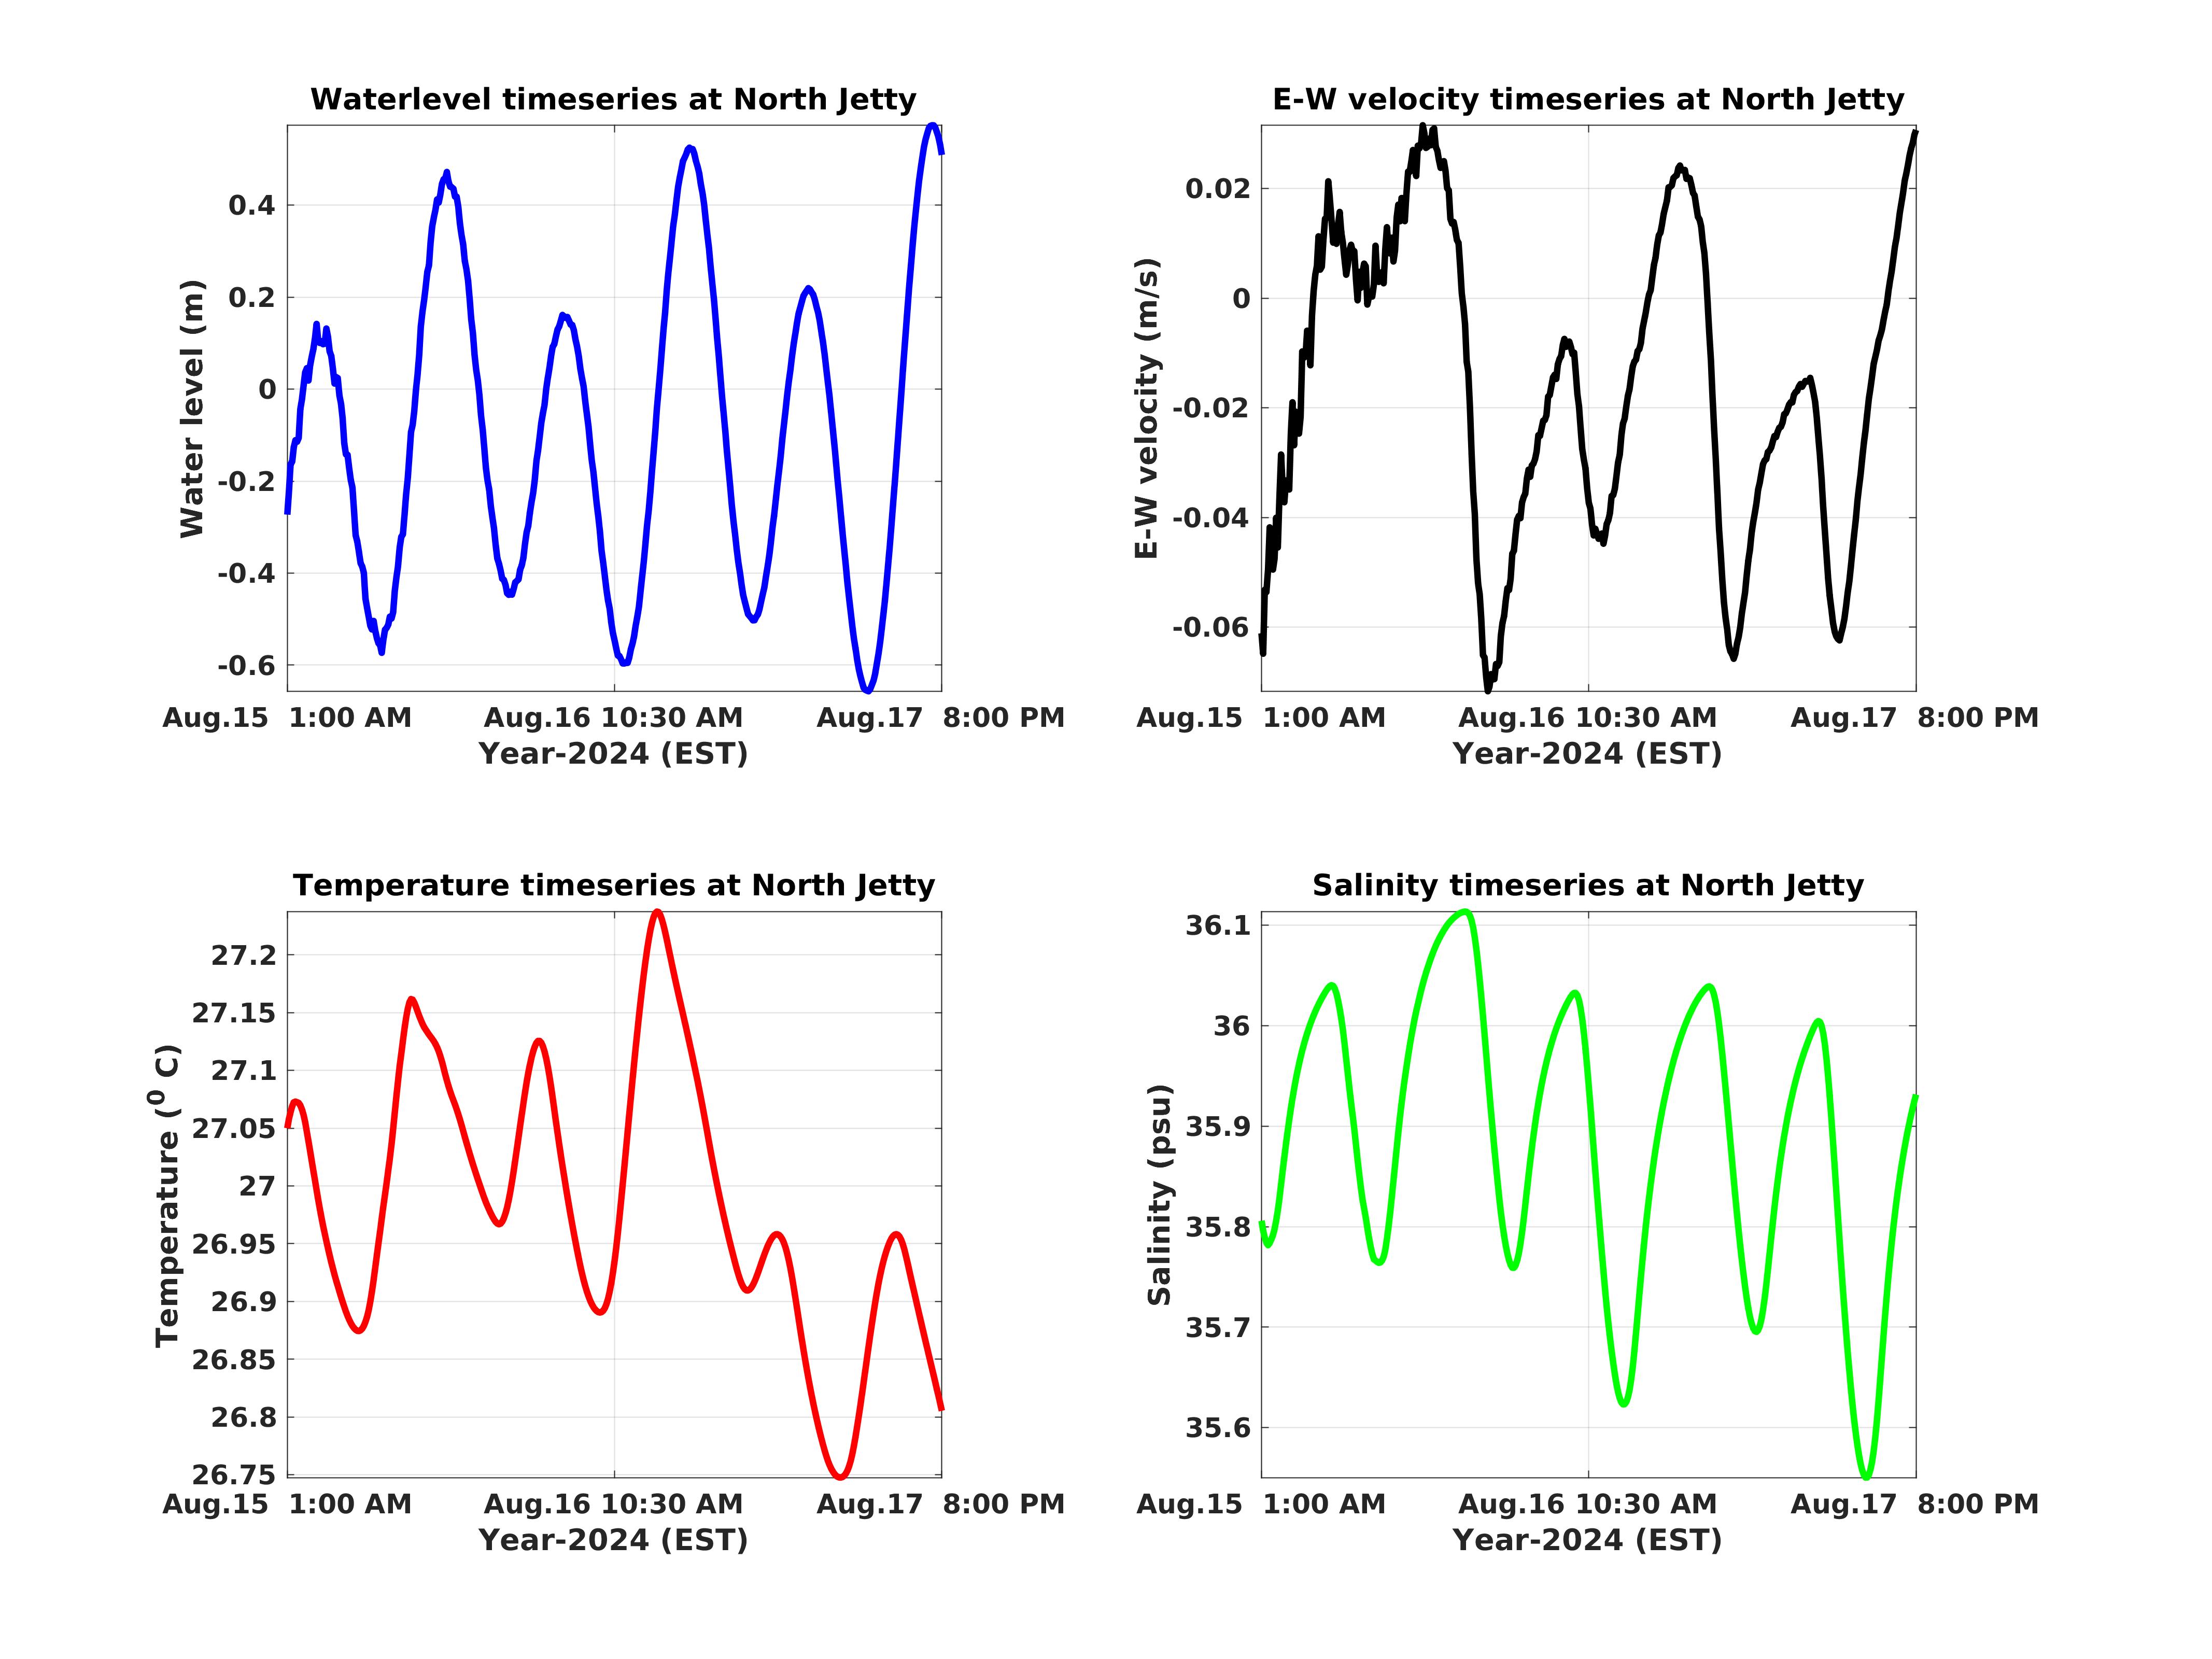 Waterlevel timeseries at North Jetty
Water level (m)
0.4
0.2
0
-0.2
-0.4
-0.6
Aug.15 1:00 AM Aug.16 10:30 AM Aug.17 8:00 PM
Year-2024 (EST)
E-W velocity timeseries at North Jetty
E-W velocity (m/s)
0.02
0
-0.02
-0.04
-0.06
Aug.15 1:00 AM Aug.16 10:30 AM Aug.17 8:00 PM
Year-2024 (EST)
Temperature timeseries at North Jetty
Temperature (⁰ C)
27.2
27.15
27.1
27.05
27
26.95
26.9
26.85
26.8
26.75
Aug.15 1:00 AM Aug.16 10:30 AM Aug.17 8:00 PM
Year-2024 (EST)
Salinity timeseries at North Jetty
Salinity (psu)
36.1
36
35.9
35.8
35.7
35.6
Aug.15 1:00 AM Aug.16 10:30 AM Aug.17 8:00 PM
Year-2024 (EST)